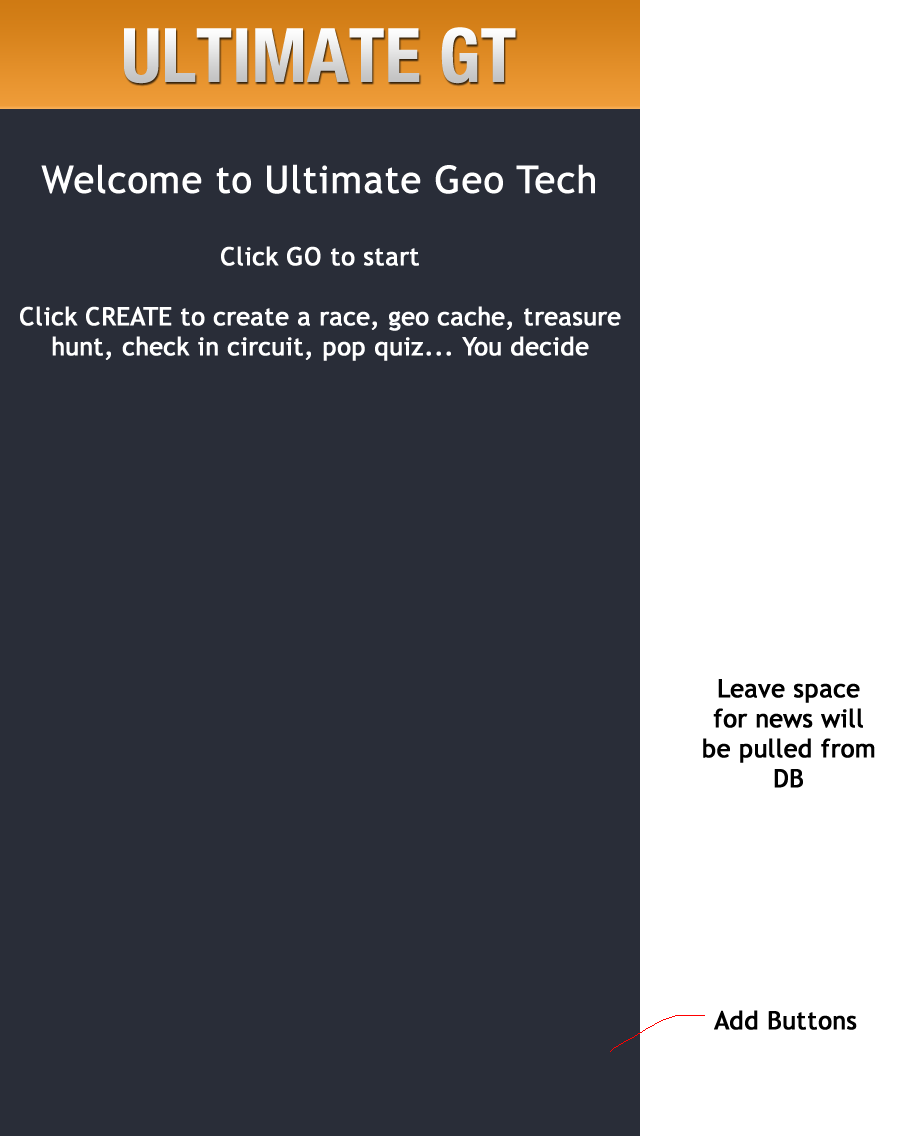 ULTIMATE GT
Welcome to Ultimate Geo Tech
Click GO to start
Click CREATE to create a race, geo cache, treasure
hunt, check in circuit, pop quiz... You decide
Leave space
for news will
be pulled from
DB
Add Buttons